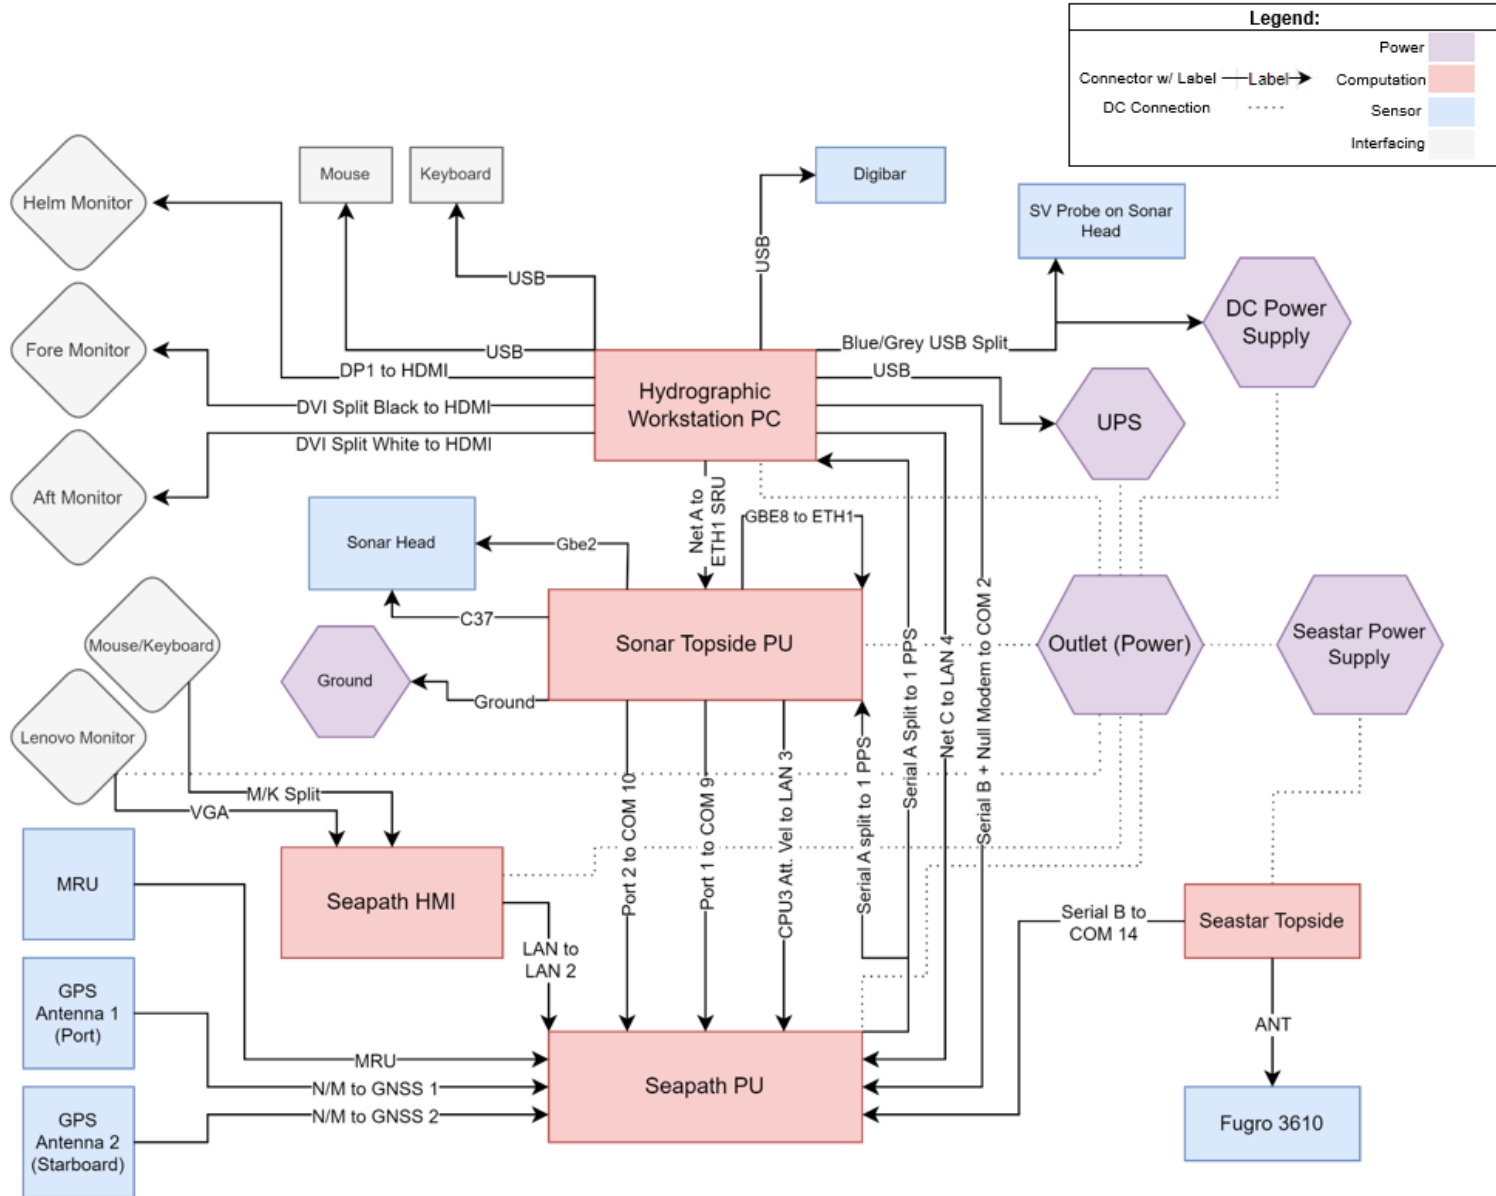 Legend:
Power
Connector w/ Label
Label
Computation
DC Connection
Sensor
Interfacing
Helm Monitor
Mouse
Keyboard
Digibar
SV Probe on Sonar
Head
USB
USB
DC Power
Supply
Fore Monitor
USB
Blue/Grey USB Split
DP1 to HDMI
USB
Hydrographic
Workstation PC
DVI Split Black to HDMI
UPS
DVI Split White to HDMI
Aft Monitor
Net A to
ETH1 SRU
GBE8 to ETH1
Sonar Head
Gbe2
C37
Mouse/Keyboard
Sonar Topside PU
Outlet (Power)
Seastar Power
Supply
Ground
Ground
Lenovo Monitor
Serial A Split to 1 PPS
Net C to LAN 4
Serial B + Null Modem to COM 2
M/K Split
VGA
Port 2 to COM 10
Port 1 to COM 9
CPU3 Att. Vel to LAN 3
Serial A split to 1 PPS
MRU
Seapath HMI
Serial B to
COM 14
Seastar Topside
LAN to
LAN 2
GPS
Antenna 1
(Port)
ANT
MRU
N/M to GNSS 1
Seapath PU
N/M to GNSS 2
GPS
Antenna 2
(Starboard)
Fugro 3610